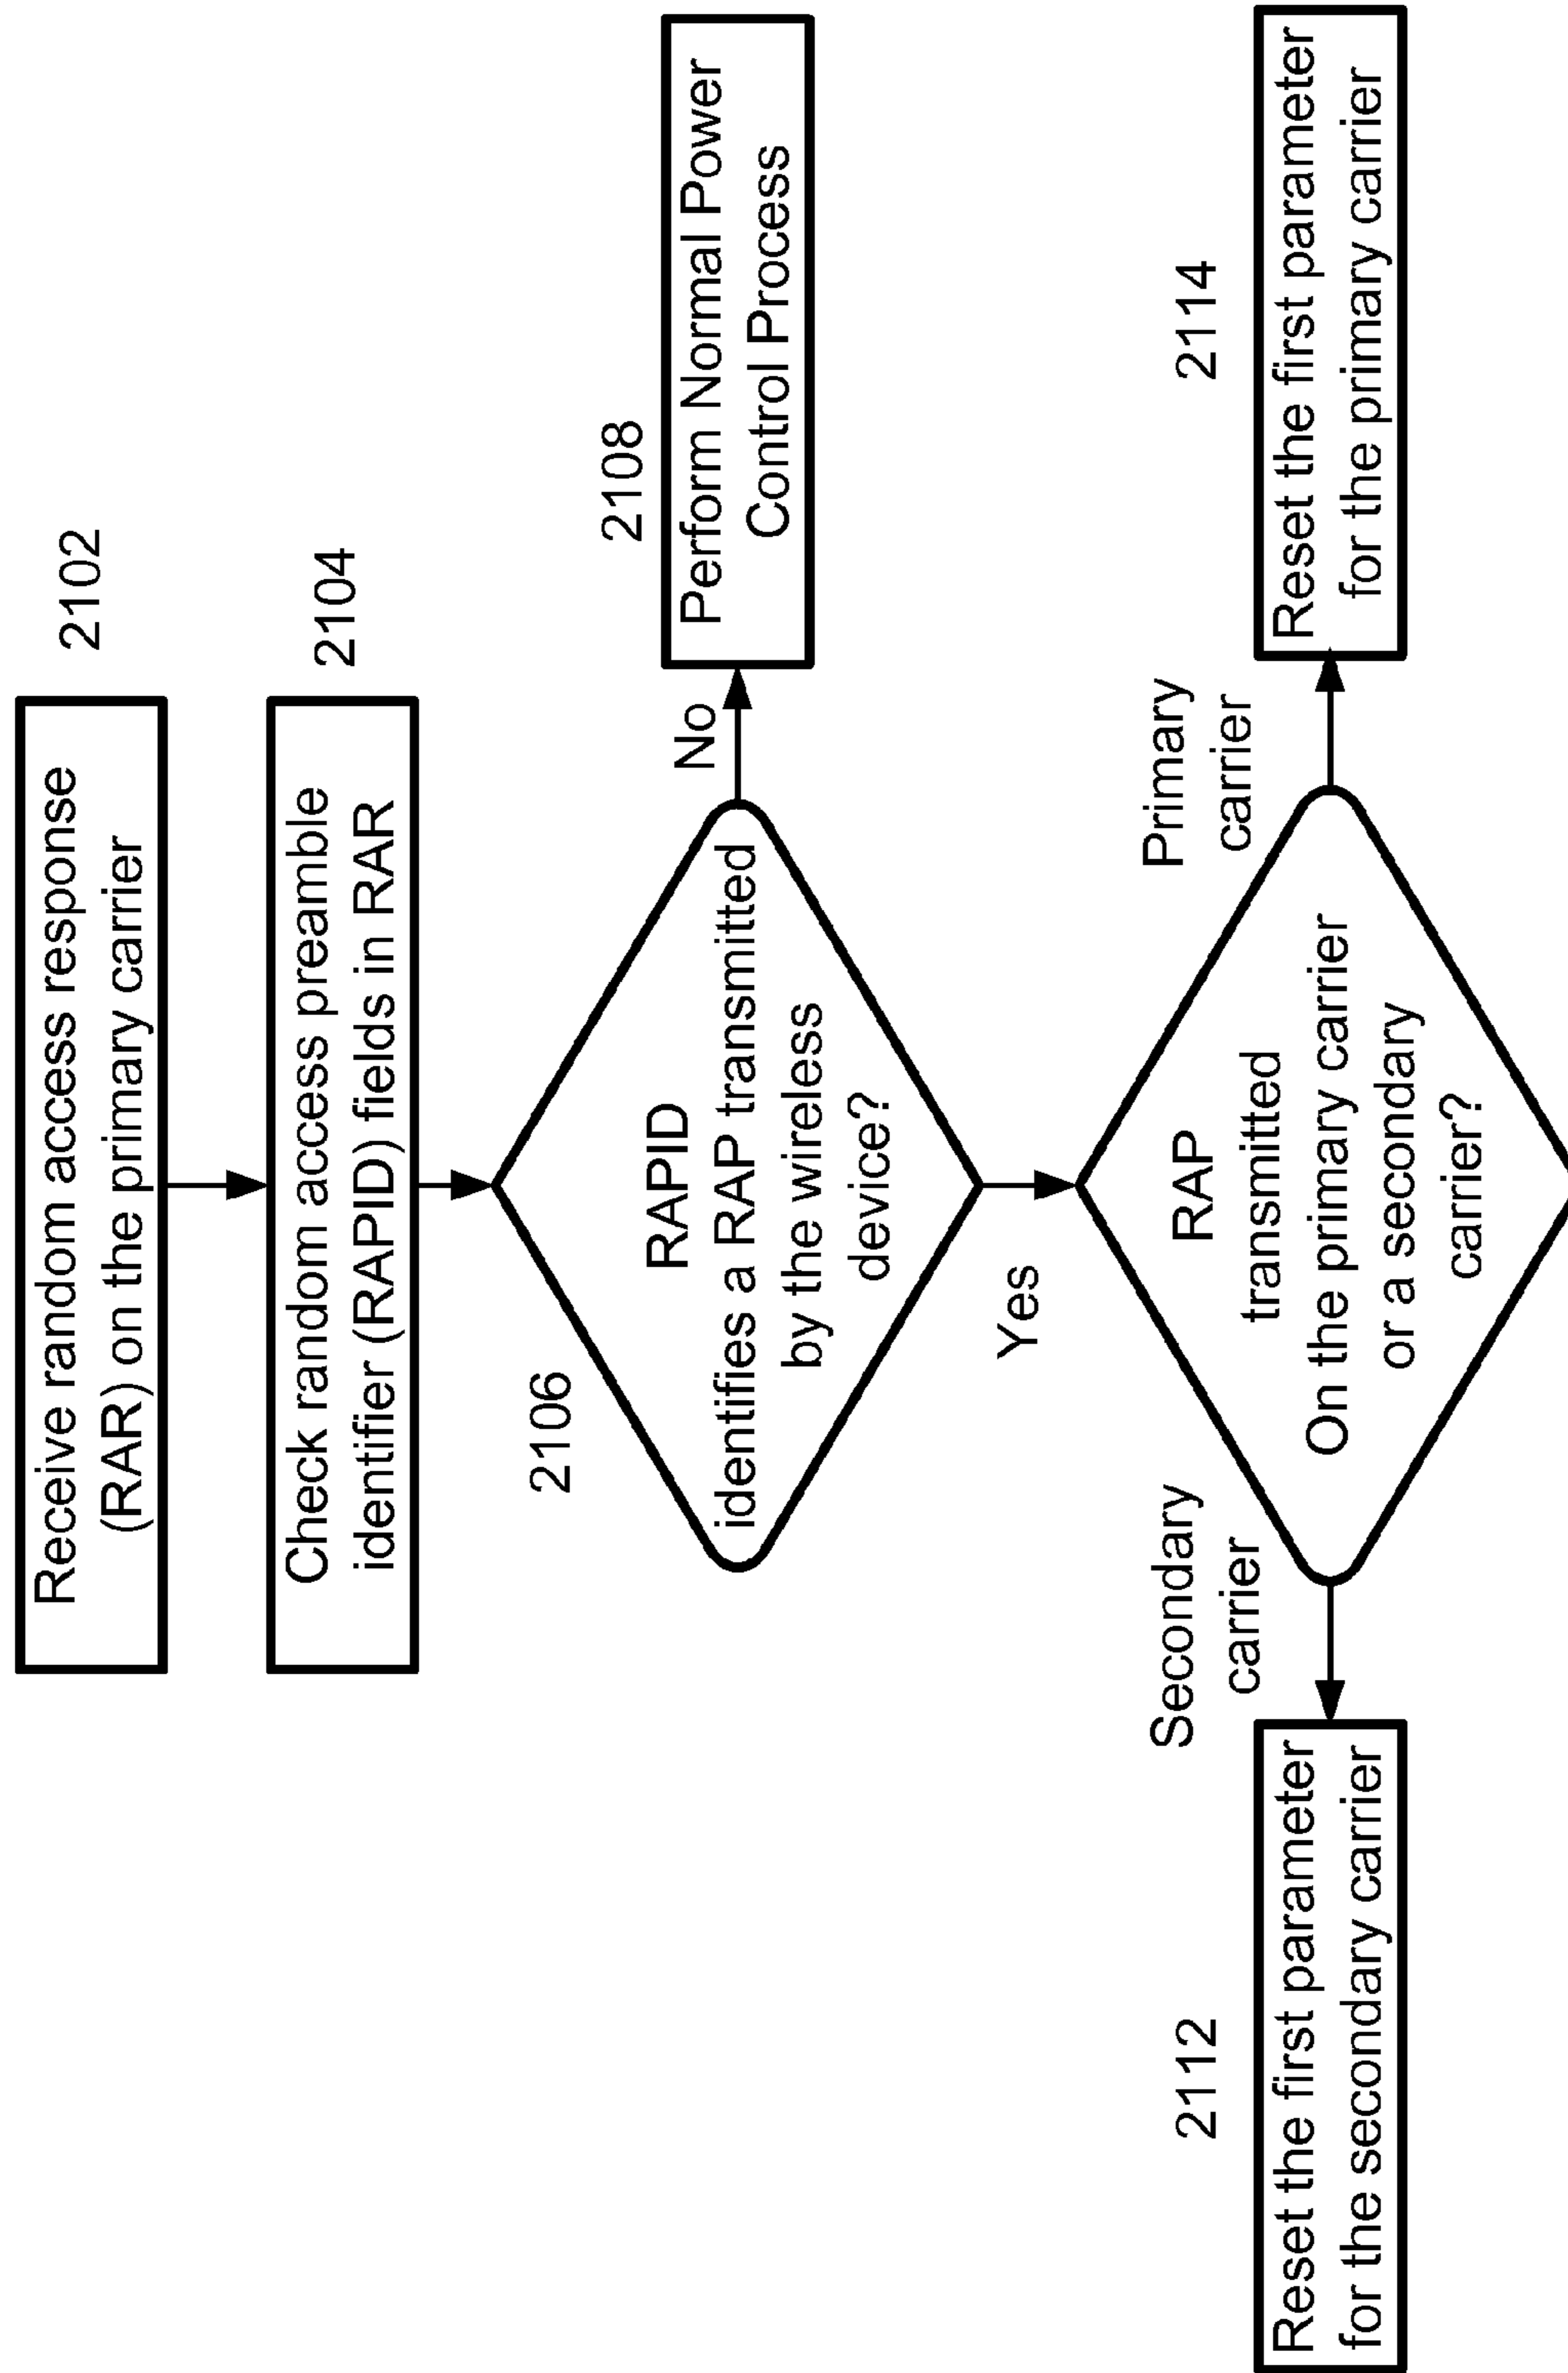 2102
Receive random access response
(RAR) on the primary carrier
2104
Check random access preamble
identifier (RAPID) fields in RAR
2106
RAPID
identifies a RAP transmitted
by the wireless
device?
No
2108
Perform Normal Power
Control Process
Yes
RAP
transmitted
On the primary carrier
or a secondary
carrier?
Secondary
carrier
2112
Reset the first parameter
for the secondary carrier
Primary
carrier
2114
Reset the first parameter
for the primary carrier